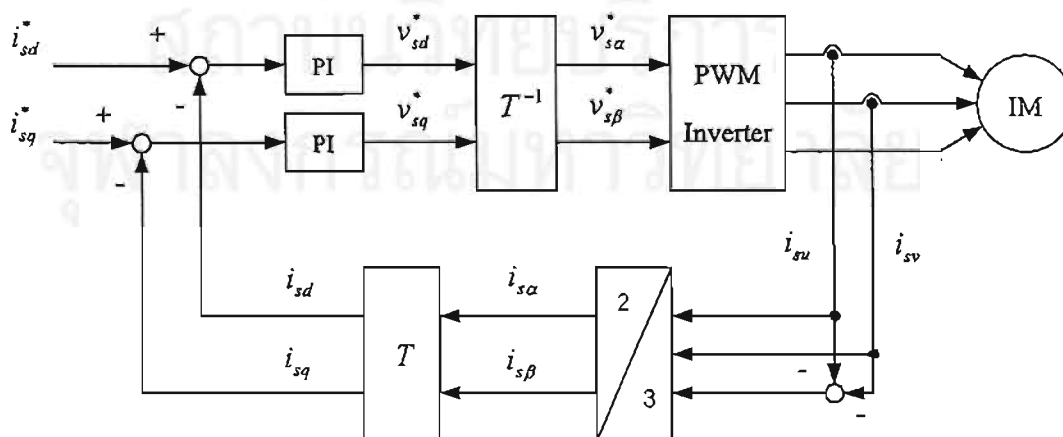 i*sd + v*sd v*sα
PI PWM
- T⁻¹ IM
i*sq + v*sq v*sβ
PI Inverter
-
isu isv
isd isα 2
T
isq isβ - 3
-